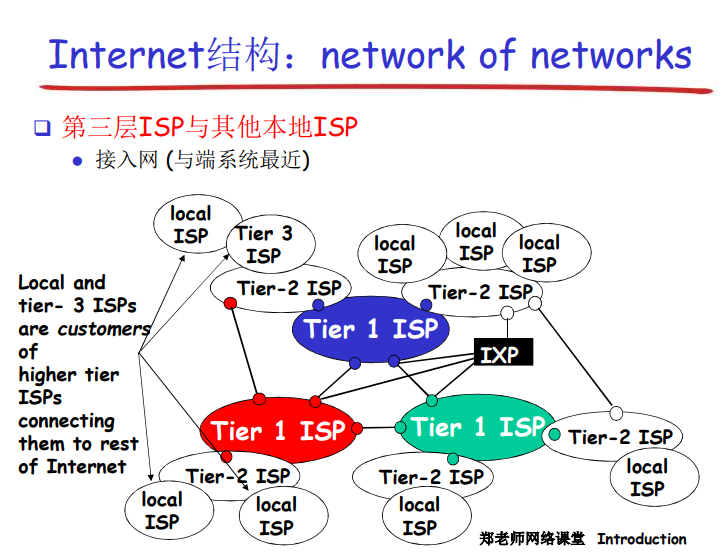 Internet结构：network of networks
第三层ISP与其他本地ISP
接入网 (与端系统最近)
local
ISP
Tier 3
ISP
local
ISP
local
ISP
local
ISP
Local and
tier- 3 ISPs
are customers
of
higher tier
ISPs
connecting
them to rest
of Internet
Tier-2 ISP
Tier-2 ISP
Tier 1 ISP
IXP
Tier 1 ISP
Tier 1 ISP
Tier-2 ISP
Tier-2 ISP
Tier-2 ISP
local
ISP
local
ISP
local
ISP
local
ISP
郑老师网络课堂 Introduction